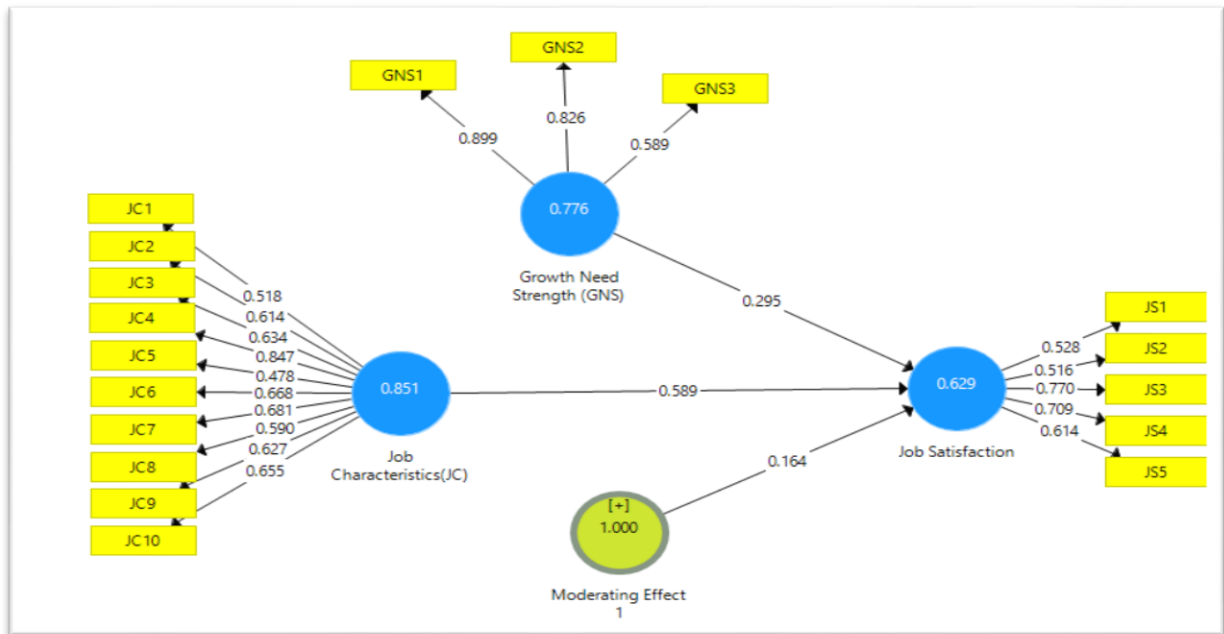 GNS2
GNS1
GNS3
0.899
0.826
0.589
0.776
Growth Need
Strength (GNS)
JC1
JC2
JC3
JC4
JC5
JC6
JC7
JC8
JC9
JC10
0.518
0.614
0.634
0.847
0.478
0.668
0.681
0.590
0.627
0.655
0.851
Job
Characteristics(JC)
0.295
0.589
0.164
[+]
1.000
Moderating Effect
1
0.629
Job Satisfaction
0.528
0.516
0.770
0.709
0.614
JS1
JS2
JS3
JS4
JS5